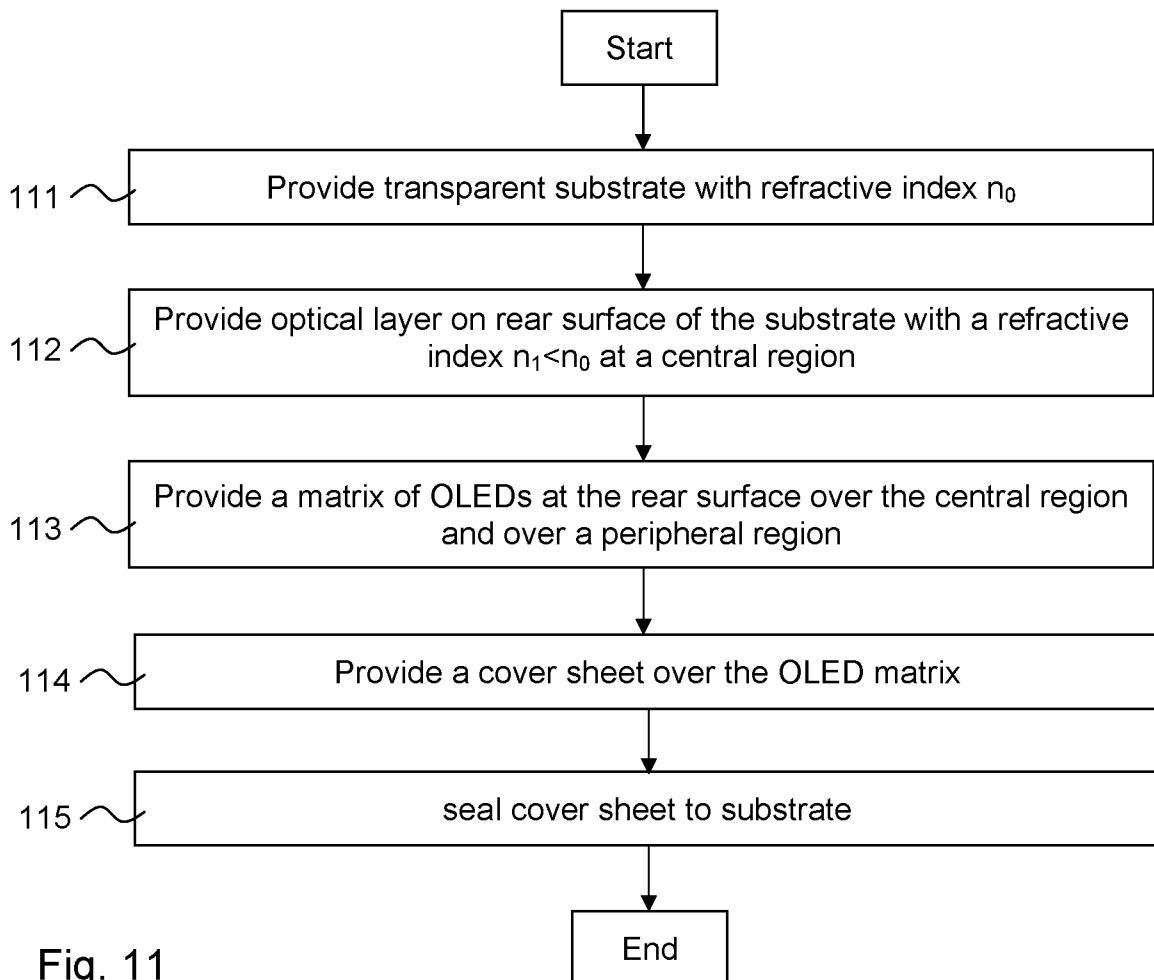 Start
111
Provide transparent substrate with refractive index n₀
112
Provide optical layer on rear surface of the substrate with a refractive
index n₁<n₀ at a central region
113
Provide a matrix of OLEDs at the rear surface over the central region
and over a peripheral region
114
Provide a cover sheet over the OLED matrix
115
seal cover sheet to substrate
End
Fig. 11